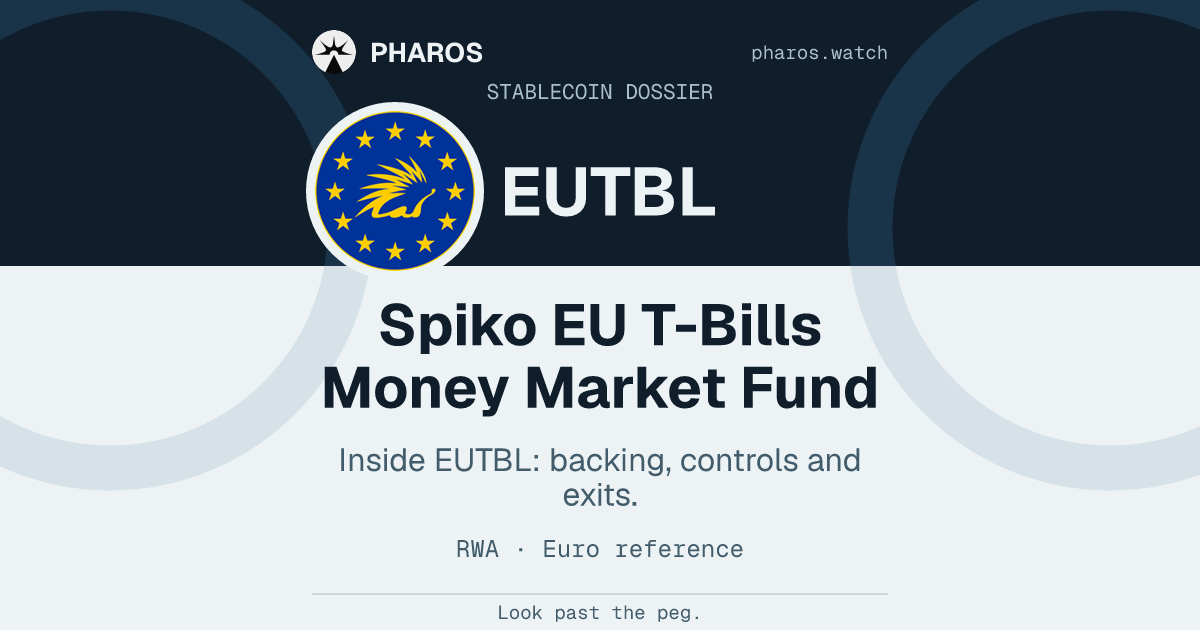 PHAROS
pharos.watch
STABLECOIN DOSSIER
EUTBL
Spiko EU T-Bills
Money Market Fund
Inside EUTBL: backing, controls and
exits.
RWA · Euro reference
Look past the peg.